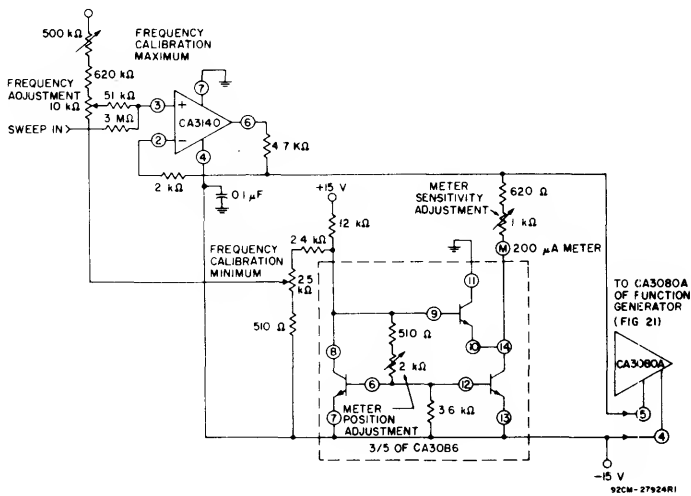 500 kΩ
FREQUENCY
CALIBRATION
MAXIMUM
620 kΩ
FREQUENCY
ADJUSTMENT
10 kΩ
51 kΩ
SWEEP IN
3 MΩ
3
+
7
CA3140
6
2
-
4
4.7 KΩ
2 kΩ
0.1 μF
+15 V
12 kΩ
METER
SENSITIVITY
ADJUSTMENT
620 Ω
1 kΩ
M
200 μA METER
2.4 kΩ
FREQUENCY
CALIBRATION
MINIMUM
2.5
kΩ
510 Ω
11
9
510 Ω
10
14
8
2 kΩ
6
12
3.6 kΩ
7
METER
POSITION
ADJUSTMENT
13
3/5 OF CA3086
TO CA3080A
OF FUNCTION
GENERATOR
(FIG 21)
CA3080A
5
4
-15 V
92CM-27924R1